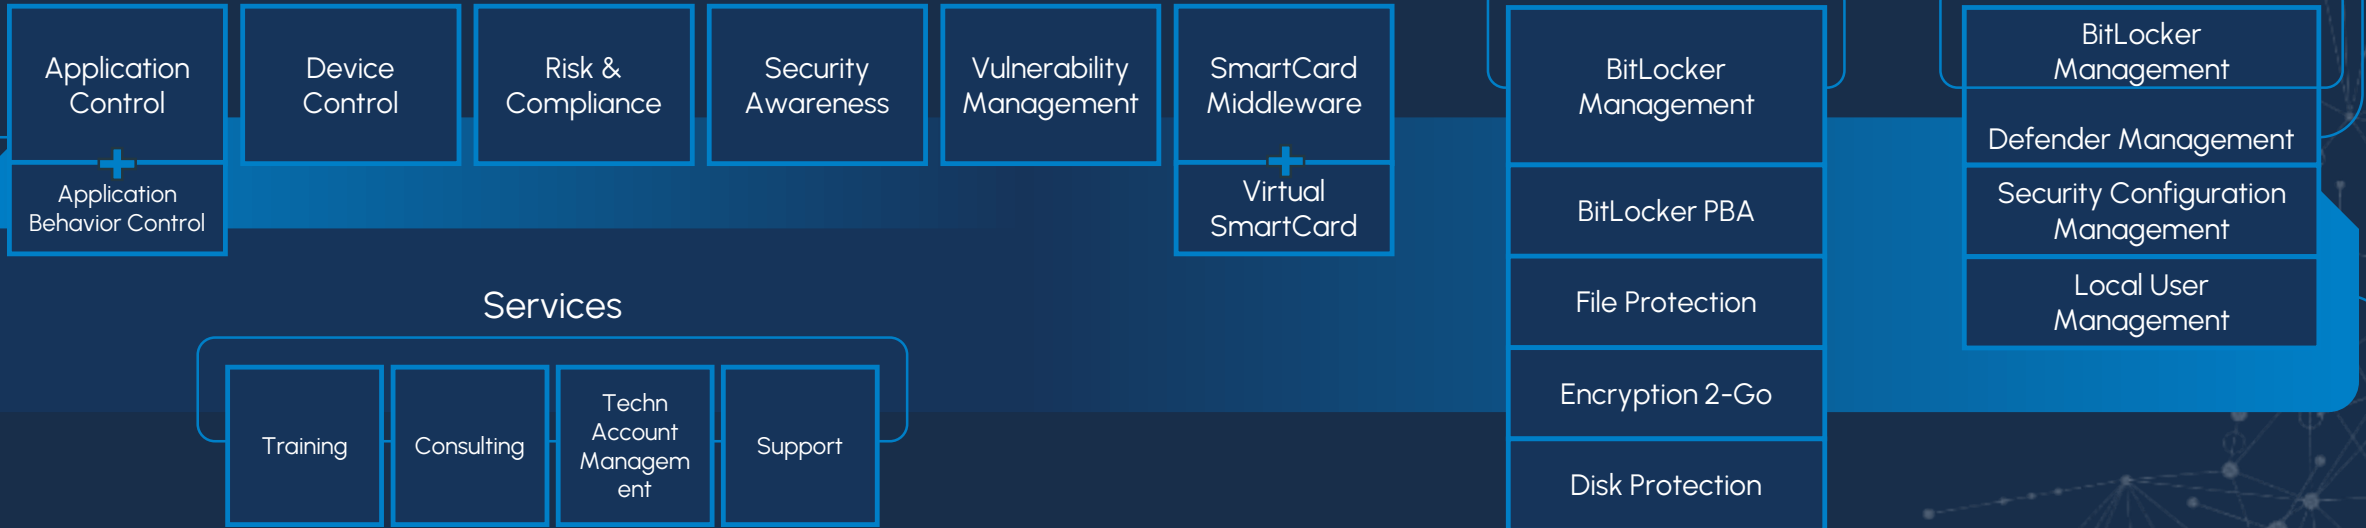 Application
Control
Application
Behavior Control
Device
Control
Risk &
Compliance
Security
Awareness
Vulnerability
Management
SmartCard
Middleware
Virtual
SmartCard
BitLocker
Management
BitLocker PBA
File Protection
Encryption 2-Go
Disk Protection
BitLocker
Management
Defender Management
Security Configuration
Management
Local User
Management
Services
Training
Consulting
Techn
Account
Managem
ent
Support